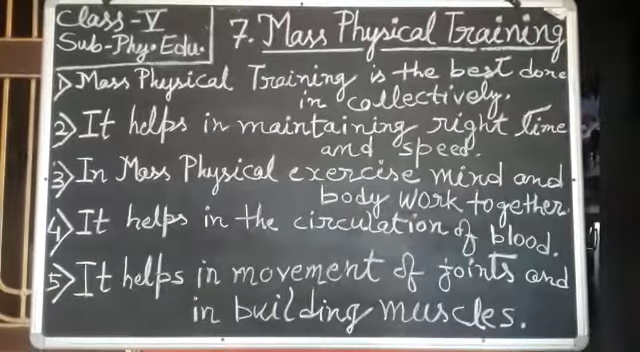 Class-V
Sub-Phy. Edu.
7. Mass Physical Training
1) Mass Physical Training is the best done
in collectively.
2) It helps in maintaining right time
and speed.
3) In Mass Physical exercise mind and
body work together.
4) It helps in the circulation of blood.
5) It helps in movement of joints and
in building muscles.